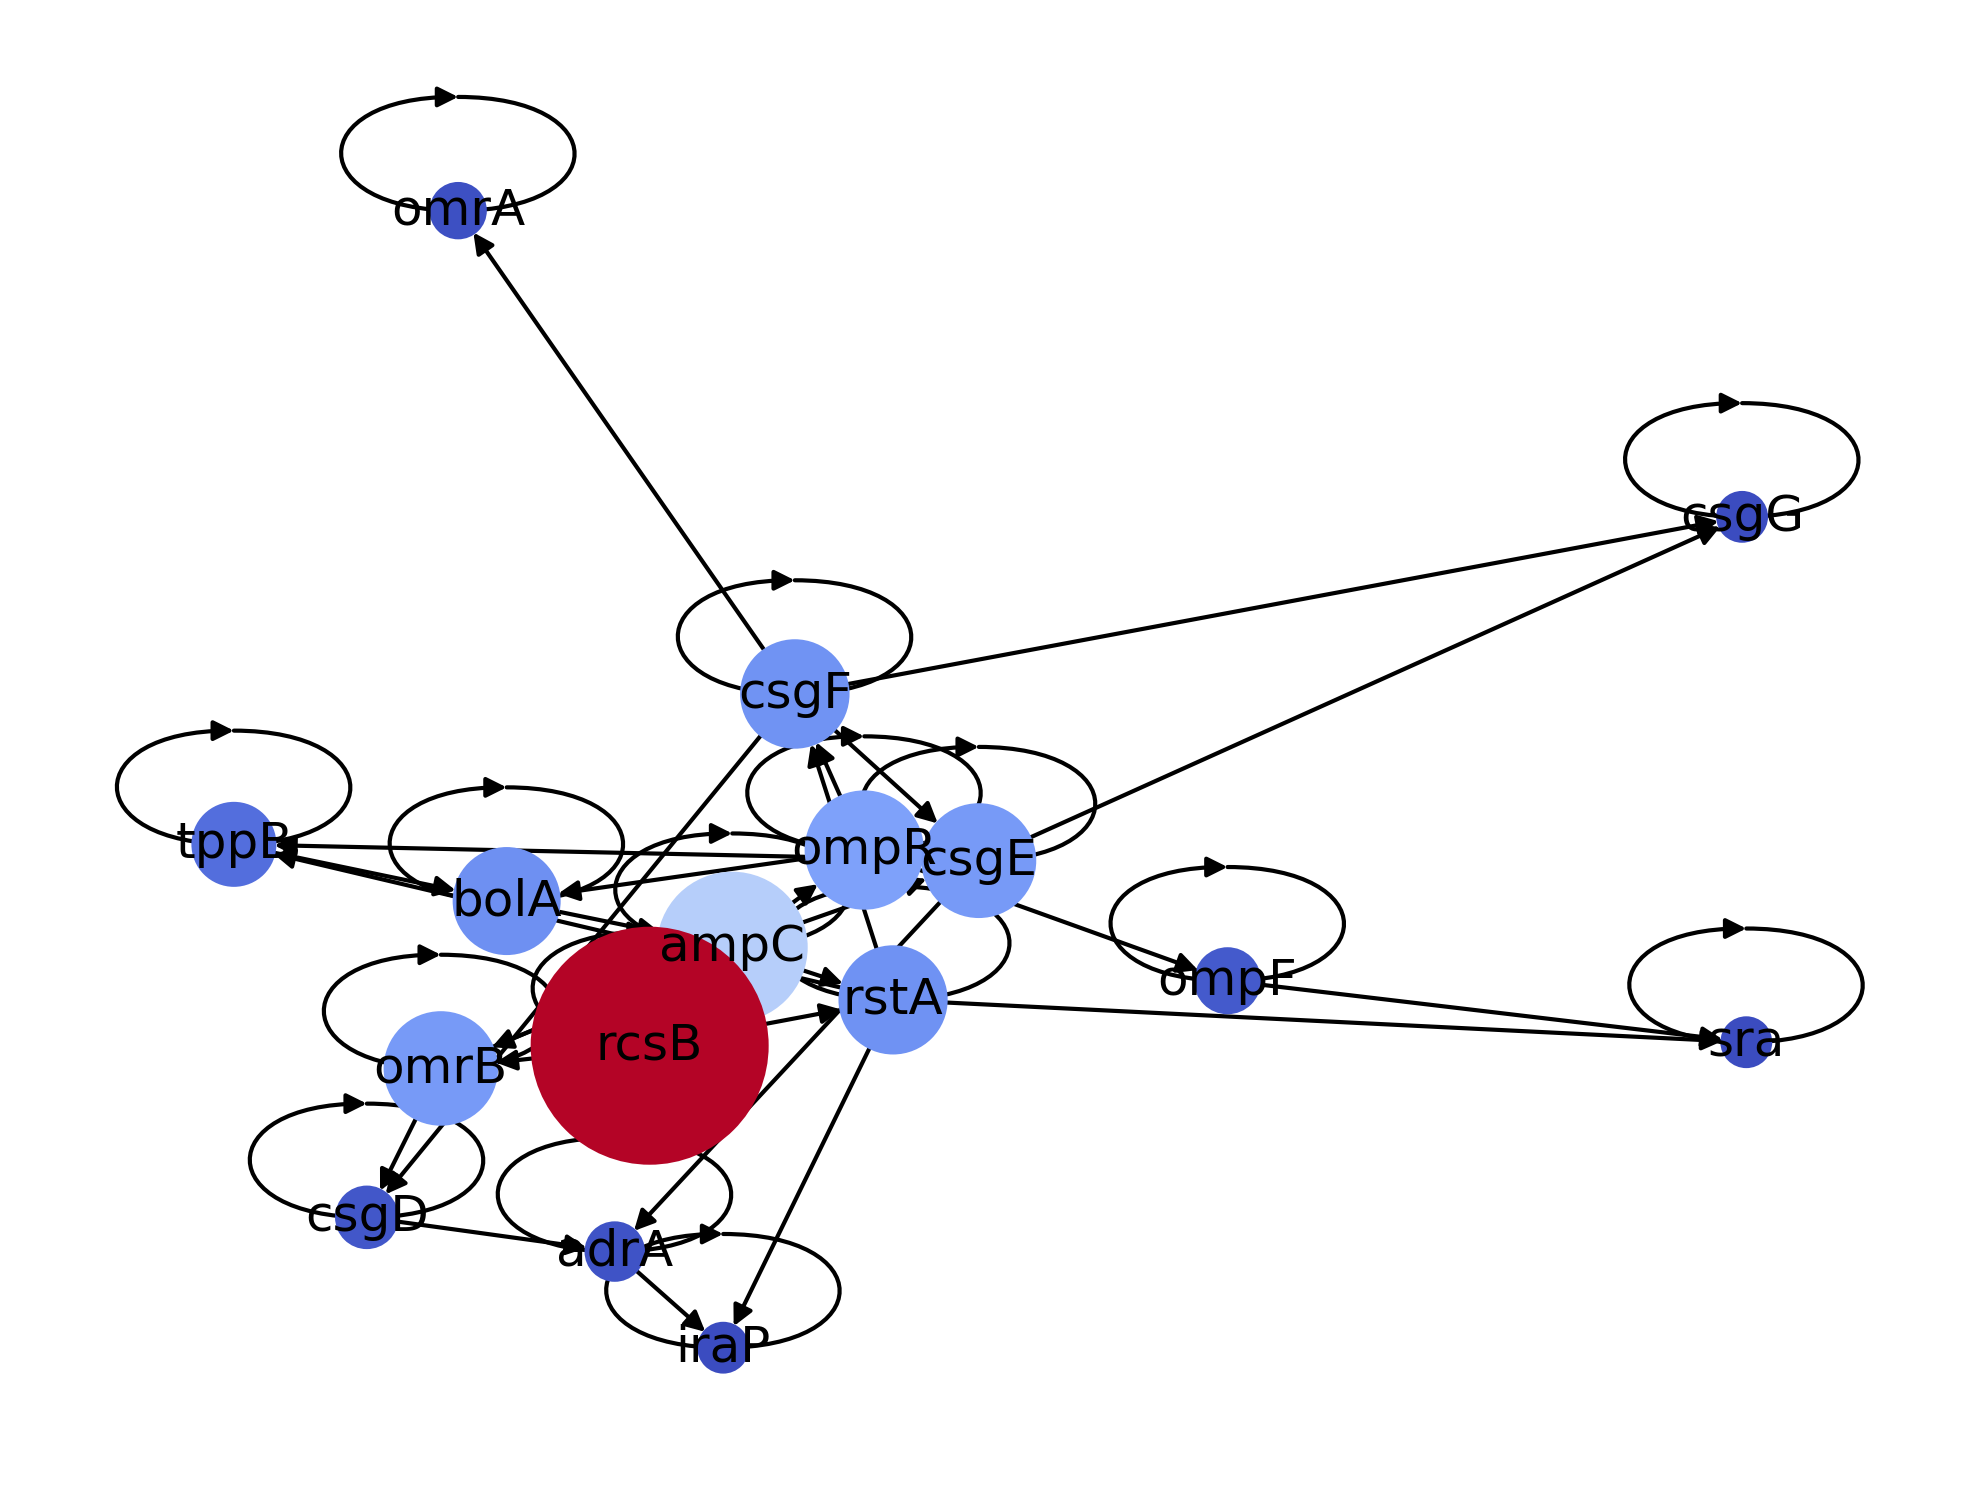 omrA
csgG
csgF
tppB
ompR
csgE
bolA
ampC
ompF
rstA
sra
rcsB
omrB
csgD
adrA
iraP